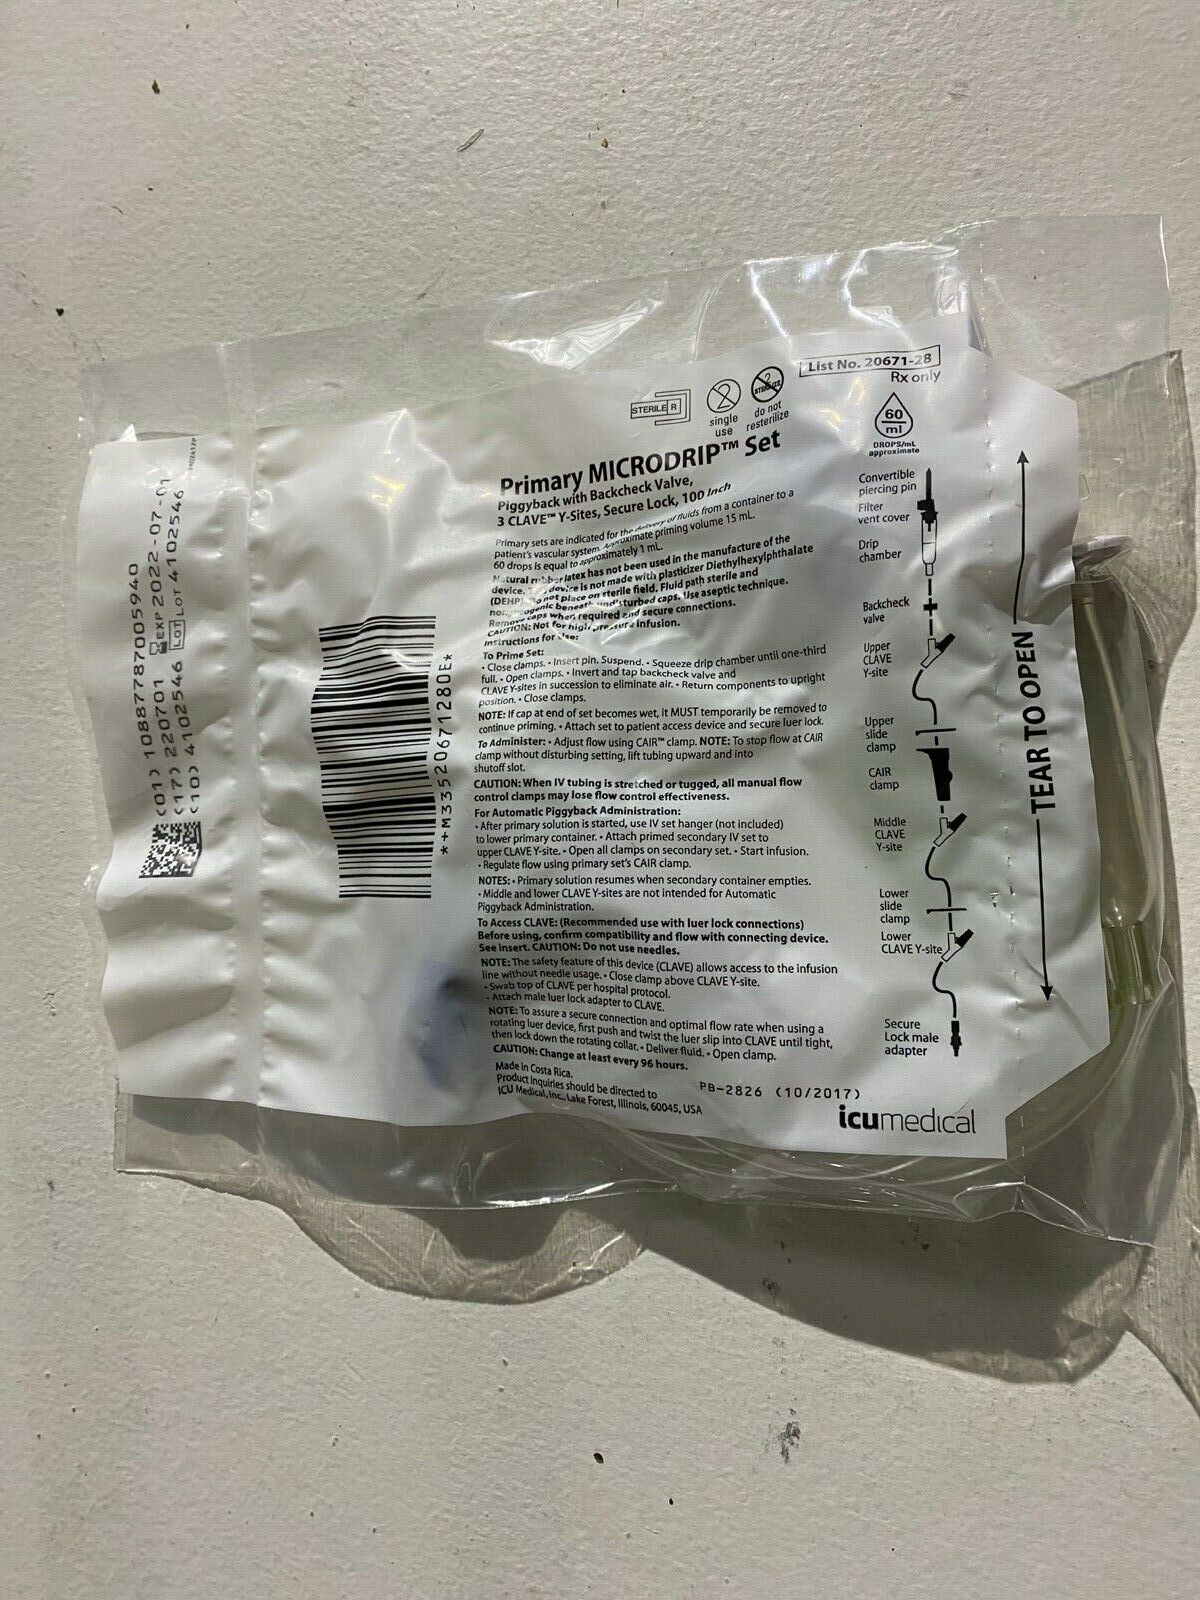 List No. 20671-28
Rx only
STERILE R
2
single
use
2
STERILIZE
do not
resterilize
60
ml
DROPS/mL
approximate
Primary MICRODRIP™ Set
Piggyback with Backcheck Valve,
3 CLAVE™ Y-Sites, Secure Lock, 100 Inch
Primary sets are indicated for the delivery of fluids from a container to a
patient's vascular system. Approximate priming volume 15 mL.
60 drops is equal to approximately 1 mL.
Natural rubber latex has not been used in the manufacture of the
device. This device is not made with plasticizer Diethylhexylphthalate
(DEHP). Do not place on sterile field. Fluid path sterile and
nonpyrogenic beneath undisturbed caps. Use aseptic technique.
Remove caps when required and secure connections.
CAUTION: Not for high pressure infusion.
Instructions for Use:
To Prime Set:
• Close clamps. • Insert pin. Suspend. • Squeeze drip chamber until one-third
full. • Open clamps. • Invert and tap backcheck valve and
CLAVE Y-sites in succession to eliminate air. • Return components to upright
position. • Close clamps.
NOTE: If cap at end of set becomes wet, it MUST temporarily be removed to
continue priming. • Attach set to patient access device and secure luer lock.
To Administer: • Adjust flow using CAIR™ clamp. NOTE: To stop flow at CAIR
clamp without disturbing setting, lift tubing upward and into
shutoff slot.
CAUTION: When IV tubing is stretched or tugged, all manual flow
control clamps may lose flow control effectiveness.
For Automatic Piggyback Administration:
• After primary solution is started, use IV set hanger (not included)
to lower primary container. • Attach primed secondary IV set to
upper CLAVE Y-site. • Open all clamps on secondary set. • Start infusion.
• Regulate flow using primary set's CAIR clamp.
NOTES: • Primary solution resumes when secondary container empties.
• Middle and lower CLAVE Y-sites are not intended for Automatic
Piggyback Administration.
To Access CLAVE: (Recommended use with luer lock connections)
Before using, confirm compatibility and flow with connecting device.
See insert. CAUTION: Do not use needles.
NOTE: The safety feature of this device (CLAVE) allows access to the infusion
line without needle usage. • Close clamp above CLAVE Y-site.
• Swab top of CLAVE per hospital protocol.
• Attach male luer lock adapter to CLAVE.
NOTE: To assure a secure connection and optimal flow rate when using a
rotating luer device, first push and twist the luer slip into CLAVE until tight,
then lock down the rotating collar. • Deliver fluid. • Open clamp.
CAUTION: Change at least every 96 hours.
Made in Costa Rica.
Product inquiries should be directed to
ICU Medical, Inc., Lake Forest, Illinois, 60045, USA
PB-2826 (10/2017)
icumedical
Convertible
piercing pin
Filter
vent cover
Drip
chamber
Backcheck
valve
Upper
CLAVE
Y-site
Upper
slide
clamp
CAIR
clamp
Middle
CLAVE
Y-site
Lower
slide
clamp
Lower
CLAVE Y-site
Secure
Lock male
adapter
TEAR TO OPEN
*+M33520671280E*
(01) 10887787005940
(17) 220701 EXP 2022-07-01
(10) 4102546 LOT LOT 4102546